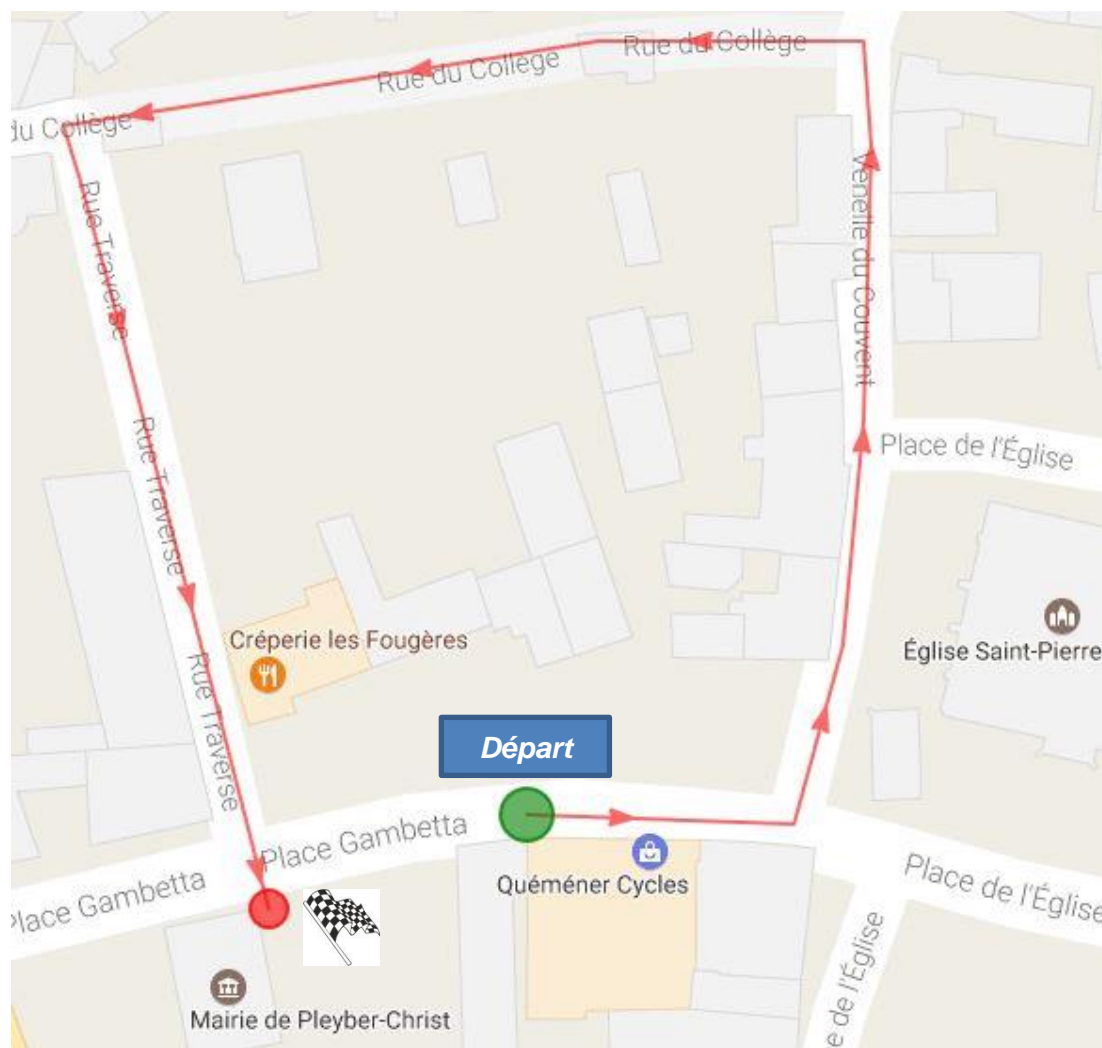 Rue du Collège
Rue du Collège
du Collège
Rue Traverse
Venelle du Couvent
Rue Traverse
Place de l'Église
Créperie les Fougères
Église Saint-Pierre
Rue Traverse
Départ
Place Gambetta
Place Gambetta
Quéméner Cycles
Place de l'Église
de l'Église
Mairie de Pleyber-Christ